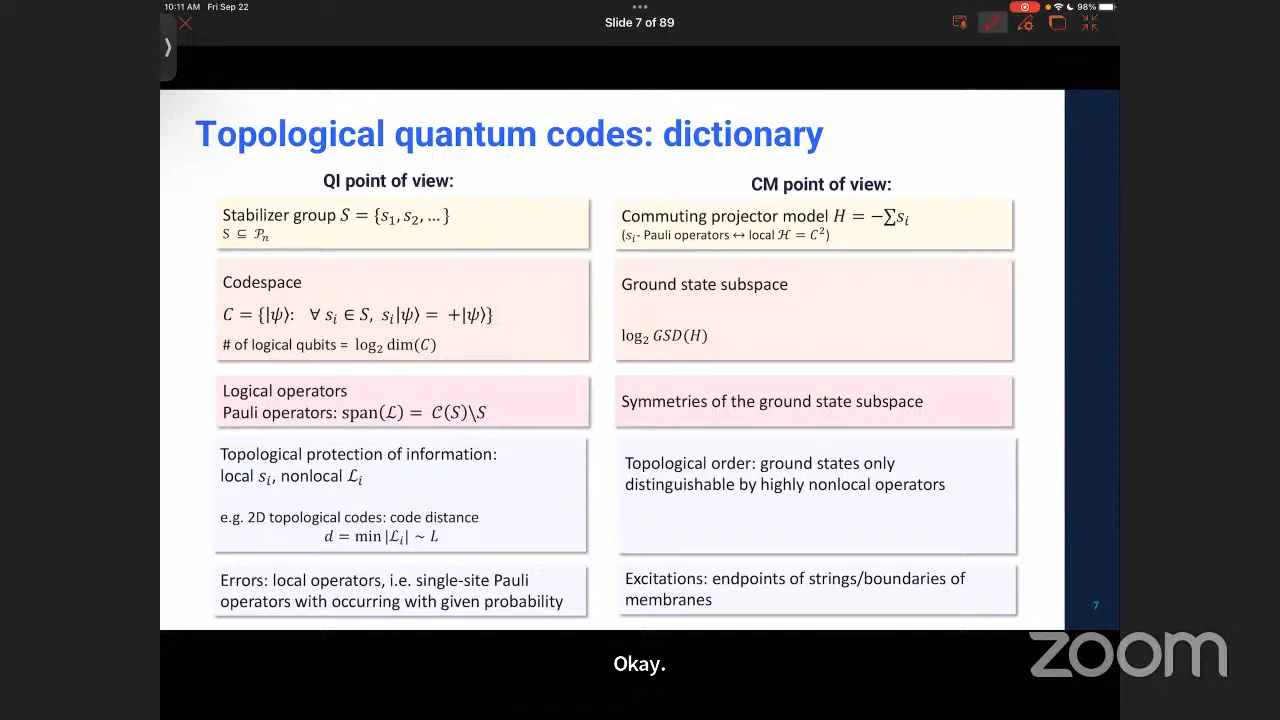 10:11 AM Fri Sep 22
98%
Slide 7 of 89
Topological quantum codes: dictionary
QI point of view:
CM point of view:
Stabilizer group S = {s₁, s₂, ... }
S ⊆ 𝒫ₙ
Commuting projector model H = −∑sᵢ
(sᵢ- Pauli operators ↔ local ℋ = C²)
Codespace
C = {|ψ⟩: ∀ sᵢ ∈ S, sᵢ|ψ⟩ = +|ψ⟩}
# of logical qubits = log₂ dim(C)
Ground state subspace
log₂ GSD(H)
Logical operators
Pauli operators: span(ℒ) = 𝒞(S)\S
Symmetries of the ground state subspace
Topological protection of information:
local sᵢ, nonlocal ℒᵢ
e.g. 2D topological codes: code distance
d = min|ℒᵢ| ~ L
Topological order: ground states only
distinguishable by highly nonlocal operators
Errors: local operators, i.e. single-site Pauli
operators with occurring with given probability
Excitations: endpoints of strings/boundaries of
membranes
7
zoom
Okay.